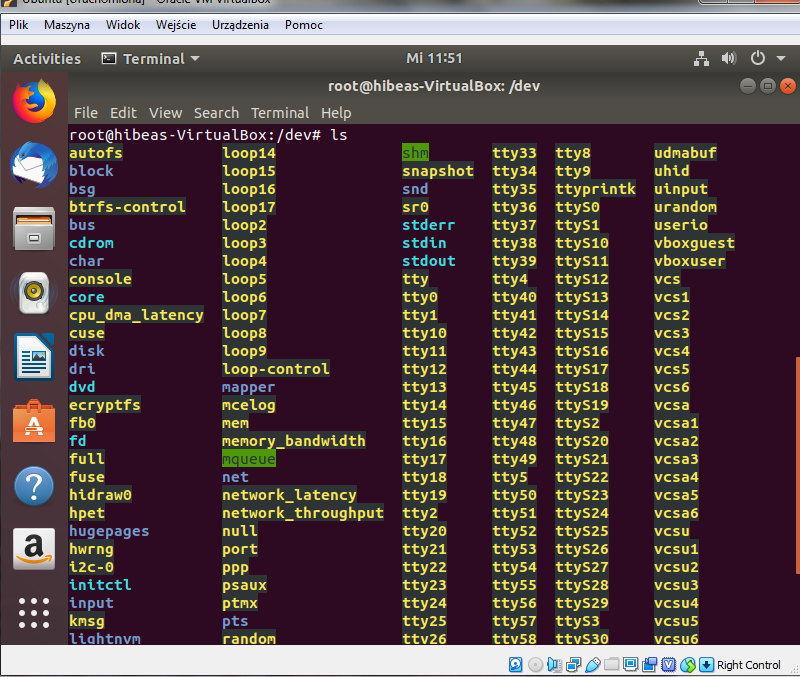 Ubuntu [Uruchomiona] - Oracle VM VirtualBox
Plik Maszyna Widok Wejście Urządzenia Pomoc
Activities Terminal Mi 11:51
root@hibeas-VirtualBox: /dev
File Edit View Search Terminal Help
root@hibeas-VirtualBox:/dev# ls
autofs loop14 shm tty33 tty8 udmabuf
block loop15 snapshot tty34 tty9 uhid
bsg loop16 snd tty35 ttyprintk uinput
btrfs-control loop17 sr0 tty36 ttyS0 urandom
bus loop2 stderr tty37 ttyS1 userio
cdrom loop3 stdin tty38 ttyS10 vboxguest
char loop4 stdout tty39 ttyS11 vboxuser
console loop5 tty tty4 ttyS12 vcs
core loop6 tty0 tty40 ttyS13 vcs1
cpu_dma_latency loop7 tty1 tty41 ttyS14 vcs2
cuse loop8 tty10 tty42 ttyS15 vcs3
disk loop9 tty11 tty43 ttyS16 vcs4
dri loop-control tty12 tty44 ttyS17 vcs5
dvd mapper tty13 tty45 ttyS18 vcs6
ecryptfs mcelog tty14 tty46 ttyS19 vcsa
fb0 mem tty15 tty47 ttyS2 vcsa1
fd memory_bandwidth tty16 tty48 ttyS20 vcsa2
full mqueue tty17 tty49 ttyS21 vcsa3
fuse net tty18 tty5 ttyS22 vcsa4
hidraw0 network_latency tty19 tty50 ttyS23 vcsa5
hpet network_throughput tty2 tty51 ttyS24 vcsa6
hugepages null tty20 tty52 ttyS25 vcsu
hwrng port tty21 tty53 ttyS26 vcsu1
i2c-0 ppp tty22 tty54 ttyS27 vcsu2
initctl psaux tty23 tty55 ttyS28 vcsu3
input ptmx tty24 tty56 ttyS29 vcsu4
kmsg pts tty25 tty57 ttyS3 vcsu5
lightnvm random tty26 tty58 ttyS30 vcsu6
Right Control